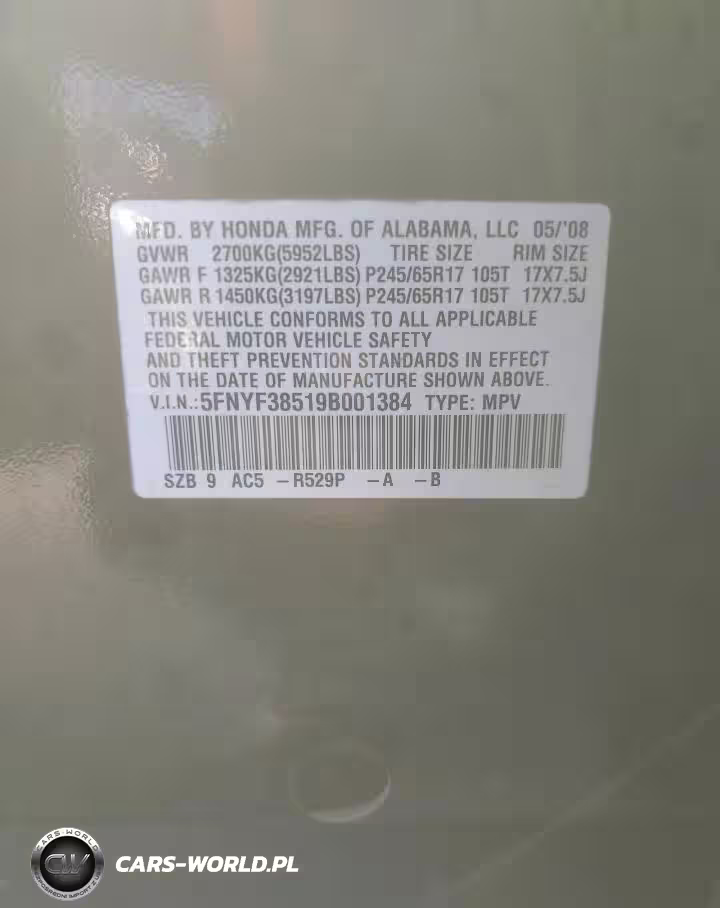 MFD. BY HONDA MFG. OF ALABAMA, LLC 05/'08
GVWR 2700KG(5952LBS) TIRE SIZE RIM SIZE
GAWR F 1325KG(2921LBS) P245/65R17 105T 17X7.5J
GAWR R 1450KG(3197LBS) P245/65R17 105T 17X7.5J
THIS VEHICLE CONFORMS TO ALL APPLICABLE
FEDERAL MOTOR VEHICLE SAFETY
AND THEFT PREVENTION STANDARDS IN EFFECT
ON THE DATE OF MANUFACTURE SHOWN ABOVE.
V.I.N.: 5FNYF38519B001384 TYPE: MPV
SZB 9 AC5 -R529P -A -B
CARS-WORLD
CW
CARS-WORLD.PL